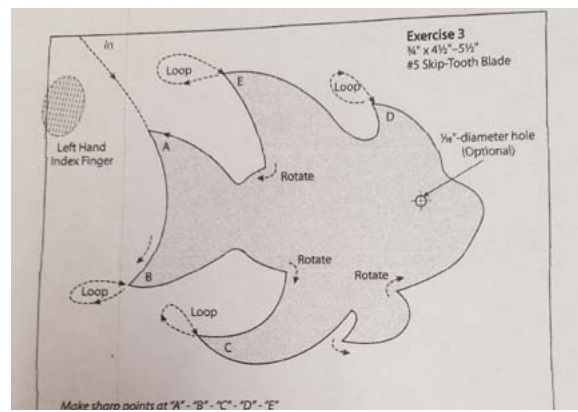 Exercise 3
¾" x 4½"–5½"
#5 Skip-Tooth Blade
In
Loop
E
Loop
D
Left Hand
Index Finger
A
1/16"-diameter hole
(Optional)
Rotate
B
Loop
Rotate
Rotate
Loop
C
Make sharp points at "A" - "B" - "C" - "D" - "E"